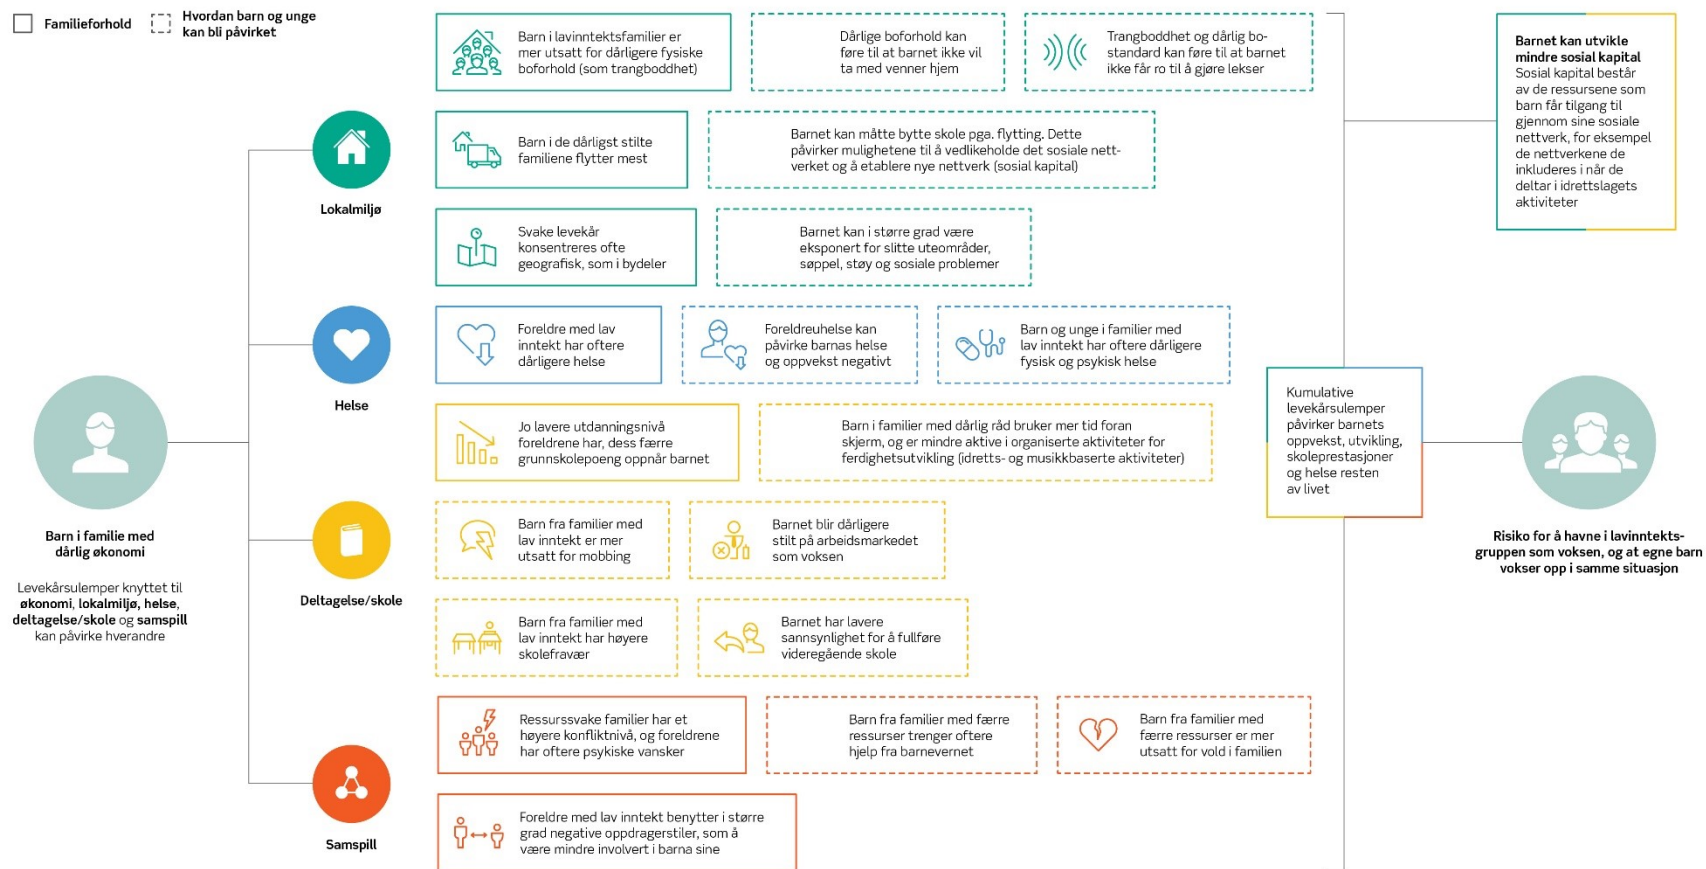 Familieforhold
Hvordan barn og unge
kan bli påvirket
Barn i familie med
dårlig økonomi
Levekårsulemper knyttet til
økonomi, lokalmiljø, helse,
deltagelse/skole og samspill
kan påvirke hverandre
Lokalmiljø
Barn i lavinntektsfamilier er
mer utsatt for dårligere fysiske
boforhold (som trangboddhet)
Dårlige boforhold kan
føre til at barnet ikke vil
ta med venner hjem
Trangboddhet og dårlig bo-
standard kan føre til at barnet
ikke får ro til å gjøre lekser
Barn i de dårligst stilte
familiene flytter mest
Barnet kan måtte bytte skole pga. flytting. Dette
påvirker mulighetene til å vedlikeholde det sosiale nett-
verket og å etablere nye nettverk (sosial kapital)
Svake levekår
konsentreres ofte
geografisk, som i bydeler
Barnet kan i større grad være
eksponert for slitte uteområder,
søppel, støy og sosiale problemer
Helse
Foreldre med lav
inntekt har oftere
dårligere helse
Foreldreuhelse kan
påvirke barnas helse
og oppvekst negativt
Barn og unge i familier med
lav inntekt har oftere dårligere
fysisk og psykisk helse
Deltagelse/skole
Jo lavere utdanningsnivå
foreldrene har, dess færre
grunnskolepoeng oppnår barnet
Barn i familier med dårlig råd bruker mer tid foran
skjerm, og er mindre aktive i organiserte aktiviteter for
ferdighetsutvikling (idretts- og musikkbaserte aktiviteter)
Barn fra familier med
lav inntekt er mer
utsatt for mobbing
Barnet blir dårligere
stilt på arbeidsmarkedet
som voksen
Barn fra familier med
lav inntekt har høyere
skolefravær
Barnet har lavere
sannsynlighet for å fullføre
videregående skole
Samspill
Ressurssvake familier har et
høyere konfliktnivå, og foreldrene
har oftere psykiske vansker
Barn fra familier med færre
ressurser trenger oftere
hjelp fra barnevernet
Barn fra familier med
færre ressurser er mer
utsatt for vold i familien
Foreldre med lav inntekt benytter i større
grad negative oppdragerstiler, som å
være mindre involvert i barna sine
Barnet kan utvikle
mindre sosial kapital
Sosial kapital består
av de ressursene som
barn får tilgang til
gjennom sine sosiale
nettverk, for eksempel
de nettverkene de
inkluderes i når de
deltar i idrettslagets
aktiviteter
Kumulative
levekårsulemper
påvirker barnets
oppvekst, utvikling,
skoleprestasjoner
og helse resten
av livet
Risiko for å havne i lavinntekts-
gruppen som voksen, og at egne barn
vokser opp i samme situasjon